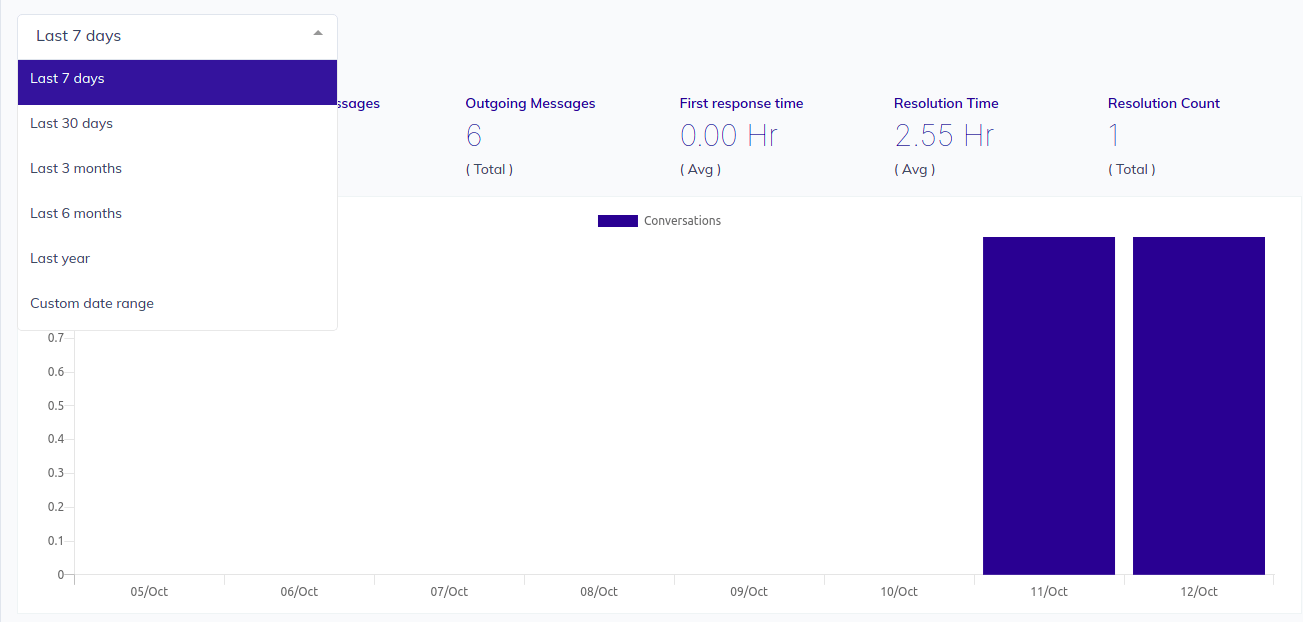 Last 7 days
Last 7 days
Last 30 days
Last 3 months
Last 6 months
Last year
Custom date range
Outgoing Messages
6
( Total )
First response time
0.00 Hr
( Avg )
Resolution Time
2.55 Hr
( Avg )
Resolution Count
1
( Total )
Conversations
0.7
0.6
0.5
0.4
0.3
0.2
0.1
0
05/Oct 06/Oct 07/Oct 08/Oct 09/Oct 10/Oct 11/Oct 12/Oct